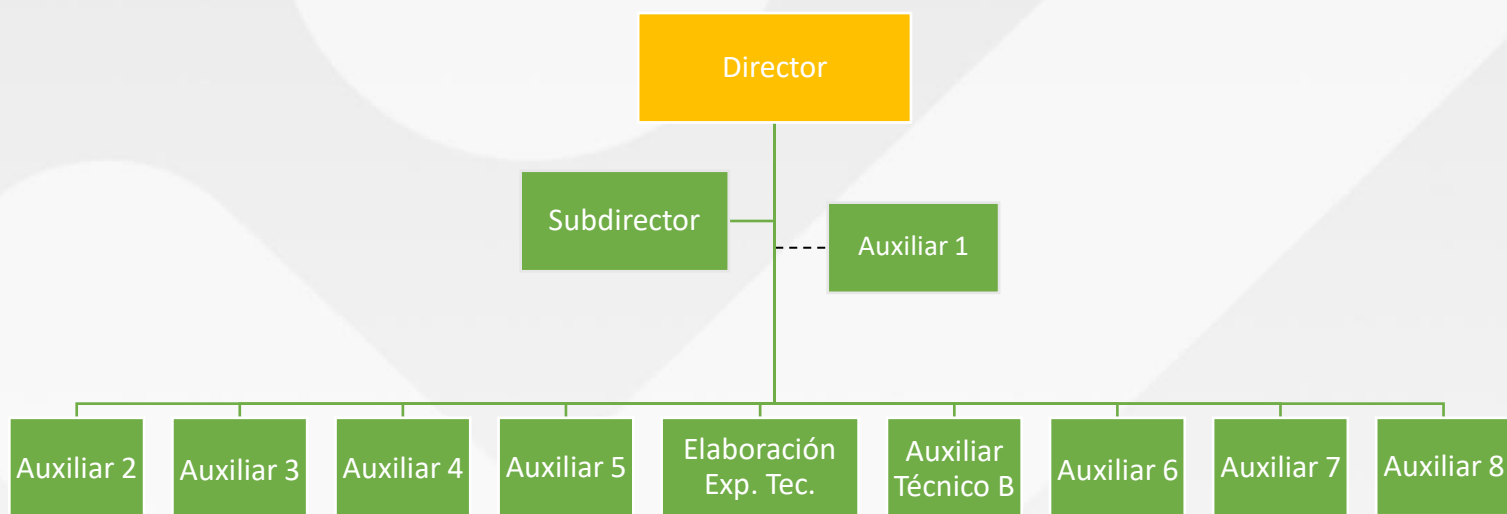 Director
Subdirector
Auxiliar 1
Auxiliar 2
Auxiliar 3
Auxiliar 4
Auxiliar 5
Elaboración
Exp. Tec.
Auxiliar
Técnico B
Auxiliar 6
Auxiliar 7
Auxiliar 8